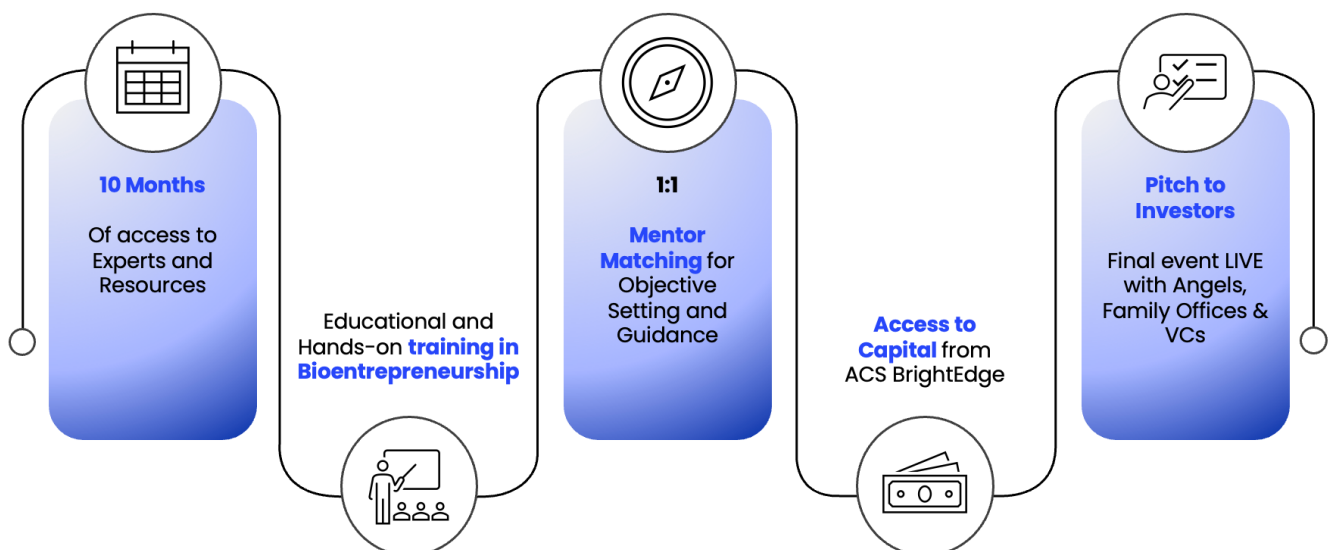 10 Months
Of access to
Experts and
Resources
Educational and
Hands-on training in
Bioentrepreneurship
1:1
Mentor
Matching for
Objective
Setting and
Guidance
Access to
Capital from
ACS BrightEdge
Pitch to
Investors
Final event LIVE
with Angels,
Family Offices &
VCs